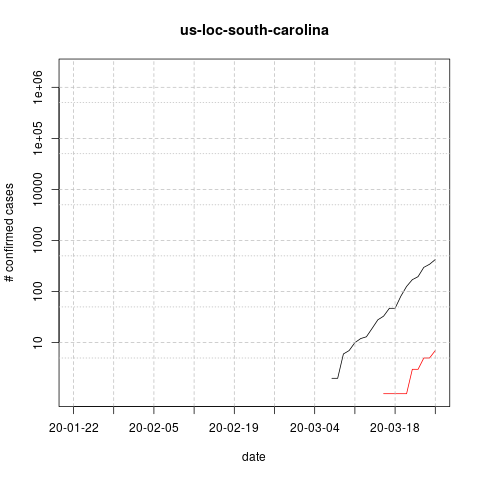 us-loc-south-carolina
# confirmed cases
1e+06
1e+05
10000
1000
100
10
20-01-22
20-02-05
20-02-19
20-03-04
20-03-18
date